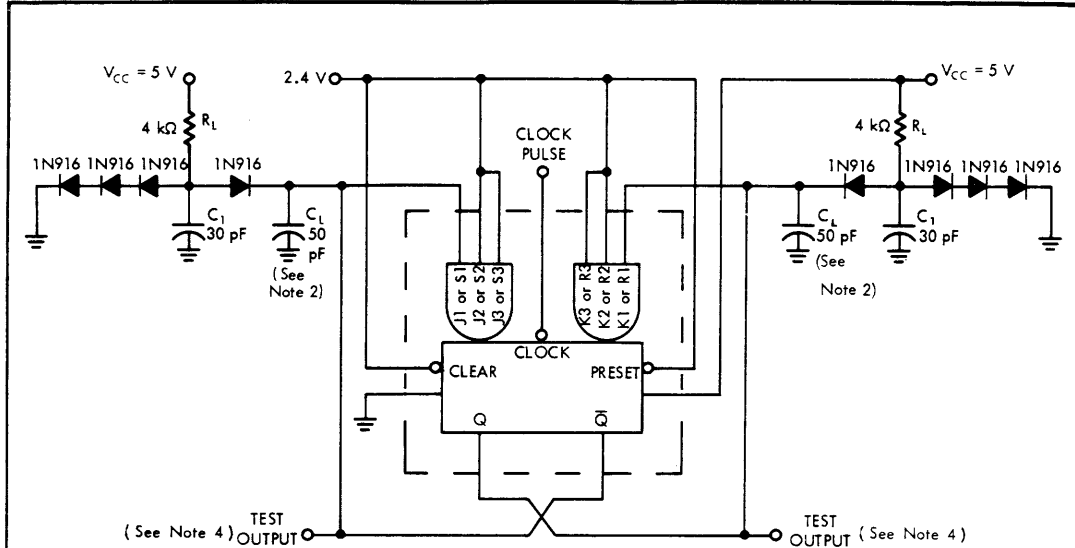 V_CC = 5 V
2.4 V
V_CC = 5 V
4 kΩ
R_L
CLOCK
PULSE
4 kΩ
R_L
1N916 1N916 1N916 1N916
1N916 1N916 1N916 1N916
C_1
30 pF
C_L
50
pF
(See
Note 2)
C_L
50 pF
(See
Note 2)
C_1
30 pF
J1 or S1
J2 or S2
J3 or S3
K3 or R3
K2 or R2
K1 or R1
CLOCK
CLEAR
PRESET
Q
Q̅
(See Note 4)
TEST
OUTPUT
TEST
OUTPUT
(See Note 4)